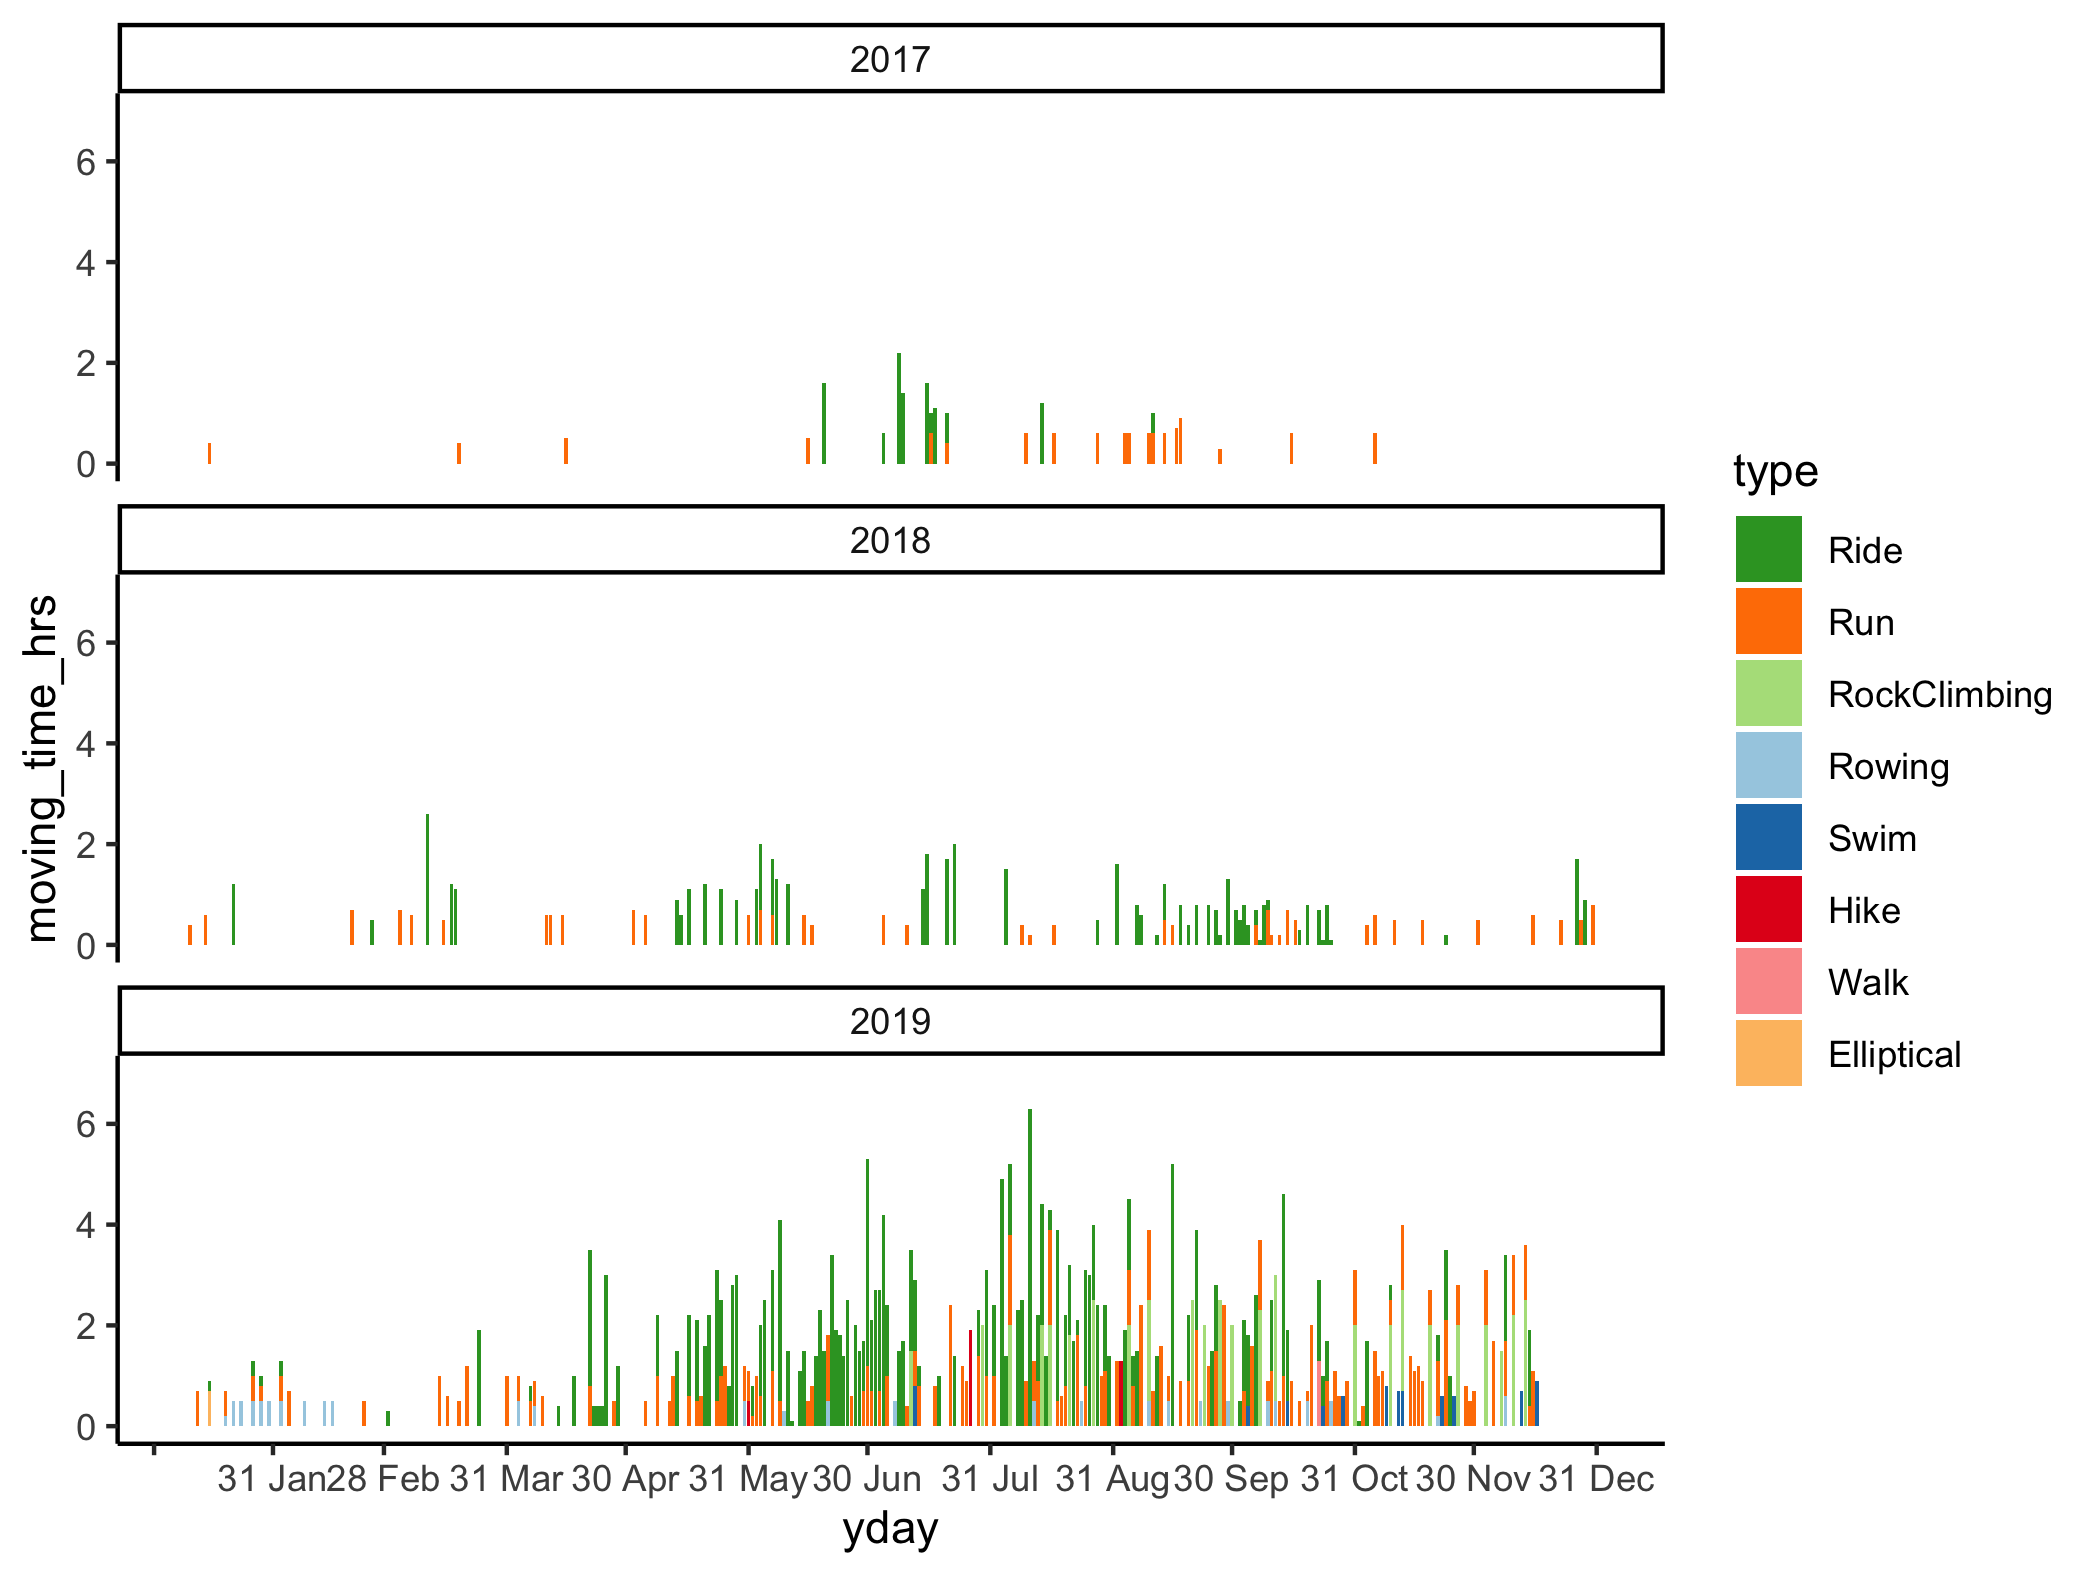 2017
6
4
2
0
2018
6
4
2
0
2019
6
4
2
0
31 Jan 28 Feb 31 Mar 30 Apr 31 May 30 Jun 31 Jul 31 Aug 30 Sep 31 Oct 30 Nov 31 Dec
yday
moving_time_hrs
type
Ride
Run
RockClimbing
Rowing
Swim
Hike
Walk
Elliptical